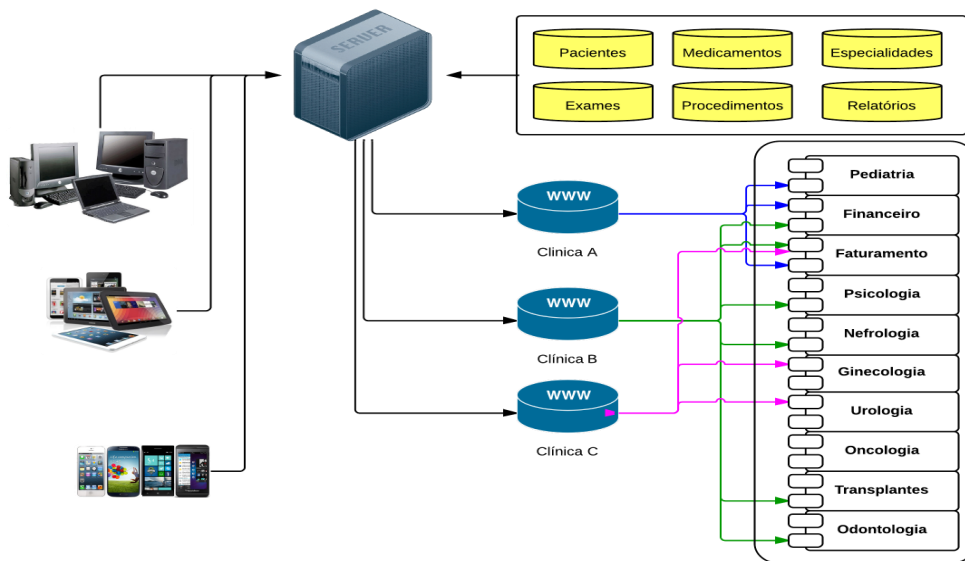 SERVER
Pacientes
Medicamentos
Especialidades
Exames
Procedimentos
Relatórios
WWW
Clinica A
WWW
Clínica B
WWW
Clínica C
Pediatria
Financeiro
Faturamento
Psicologia
Nefrologia
Ginecologia
Urologia
Oncologia
Transplantes
Odontologia